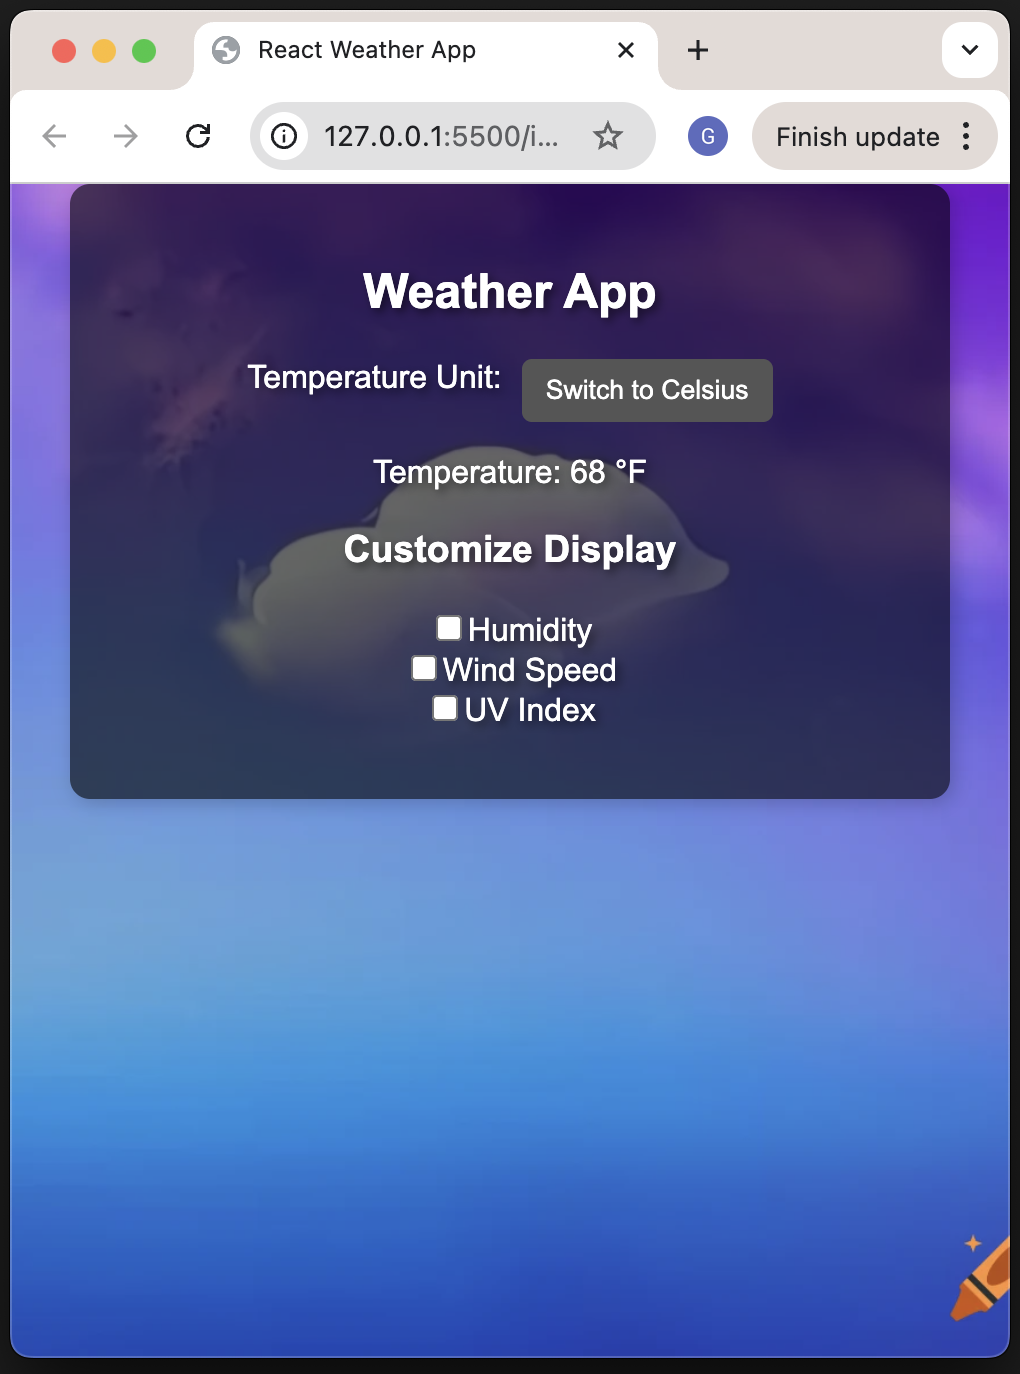 React Weather App
127.0.0.1:5500/i...
G
Finish update
Weather App
Temperature Unit:
Switch to Celsius
Temperature: 68 °F
Customize Display
Humidity
Wind Speed
UV Index